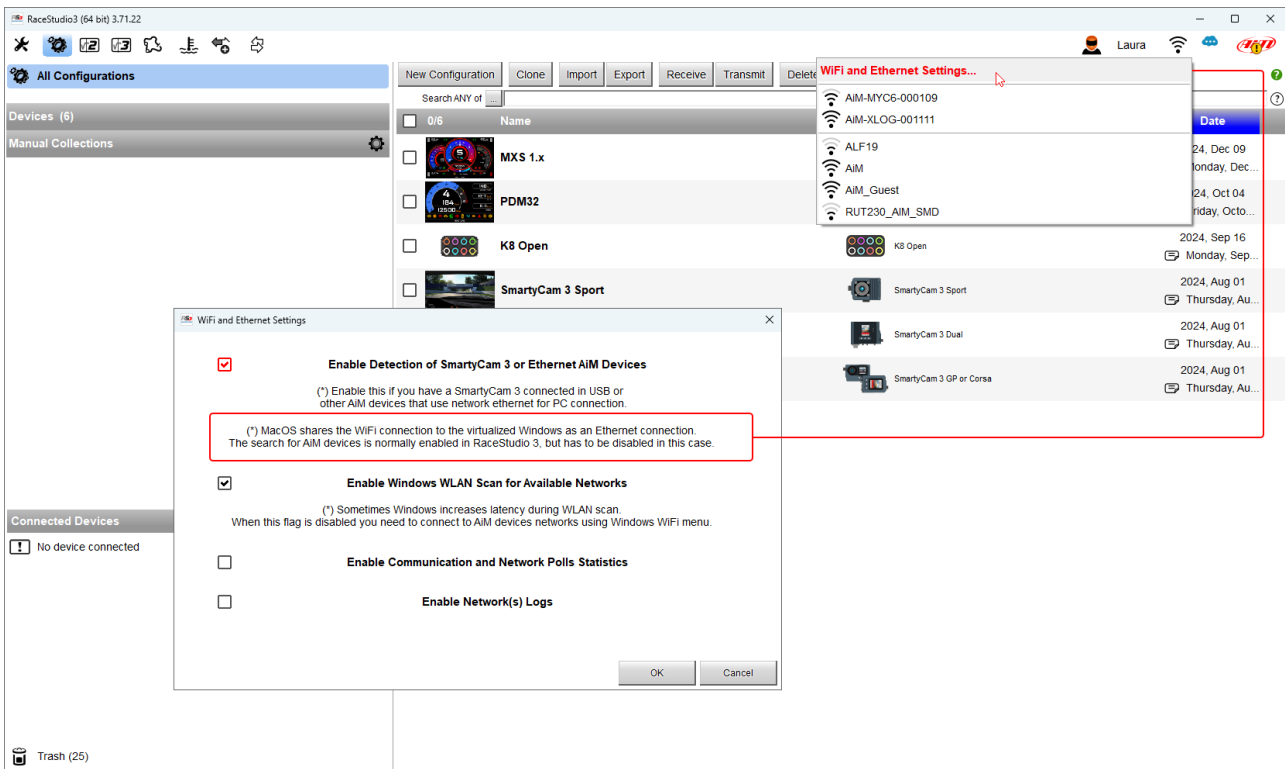 RaceStudio3 (64 bit) 3.71.22
Laura
All Configurations
New Configuration Clone Import Export Receive Transmit Delete
WiFi and Ethernet Settings...
Search ANY of ...
AiM-MYC6-000109
AiM-XLOG-001111
ALF19
AiM
AiM_Guest
RUT230_AIM_SMD
Devices (6)
Manual Collections
0/6 Name Date
MXS 1.x
24, Dec 09
londay, Dec...
PDM32
24, Oct 04
riday, Octo...
K8 Open K8 Open
2024, Sep 16
Monday, Sep...
SmartyCam 3 Sport SmartyCam 3 Sport
2024, Aug 01
Thursday, Au...
SmartyCam 3 Dual
2024, Aug 01
Thursday, Au...
SmartyCam 3 GP or Corsa
2024, Aug 01
Thursday, Au...
WiFi and Ethernet Settings
Enable Detection of SmartyCam 3 or Ethernet AiM Devices
(*) Enable this if you have a SmartyCam 3 connected in USB or
other AiM devices that use network ethernet for PC connection.
(*) MacOS shares the WiFi connection to the virtualized Windows as an Ethernet connection.
The search for AiM devices is normally enabled in RaceStudio 3, but has to be disabled in this case.
Enable Windows WLAN Scan for Available Networks
(*) Sometimes Windows increases latency during WLAN scan.
When this flag is disabled you need to connect to AiM devices networks using Windows WiFi menu.
Enable Communication and Network Polls Statistics
Enable Network(s) Logs
OK Cancel
Connected Devices
No device connected
Trash (25)